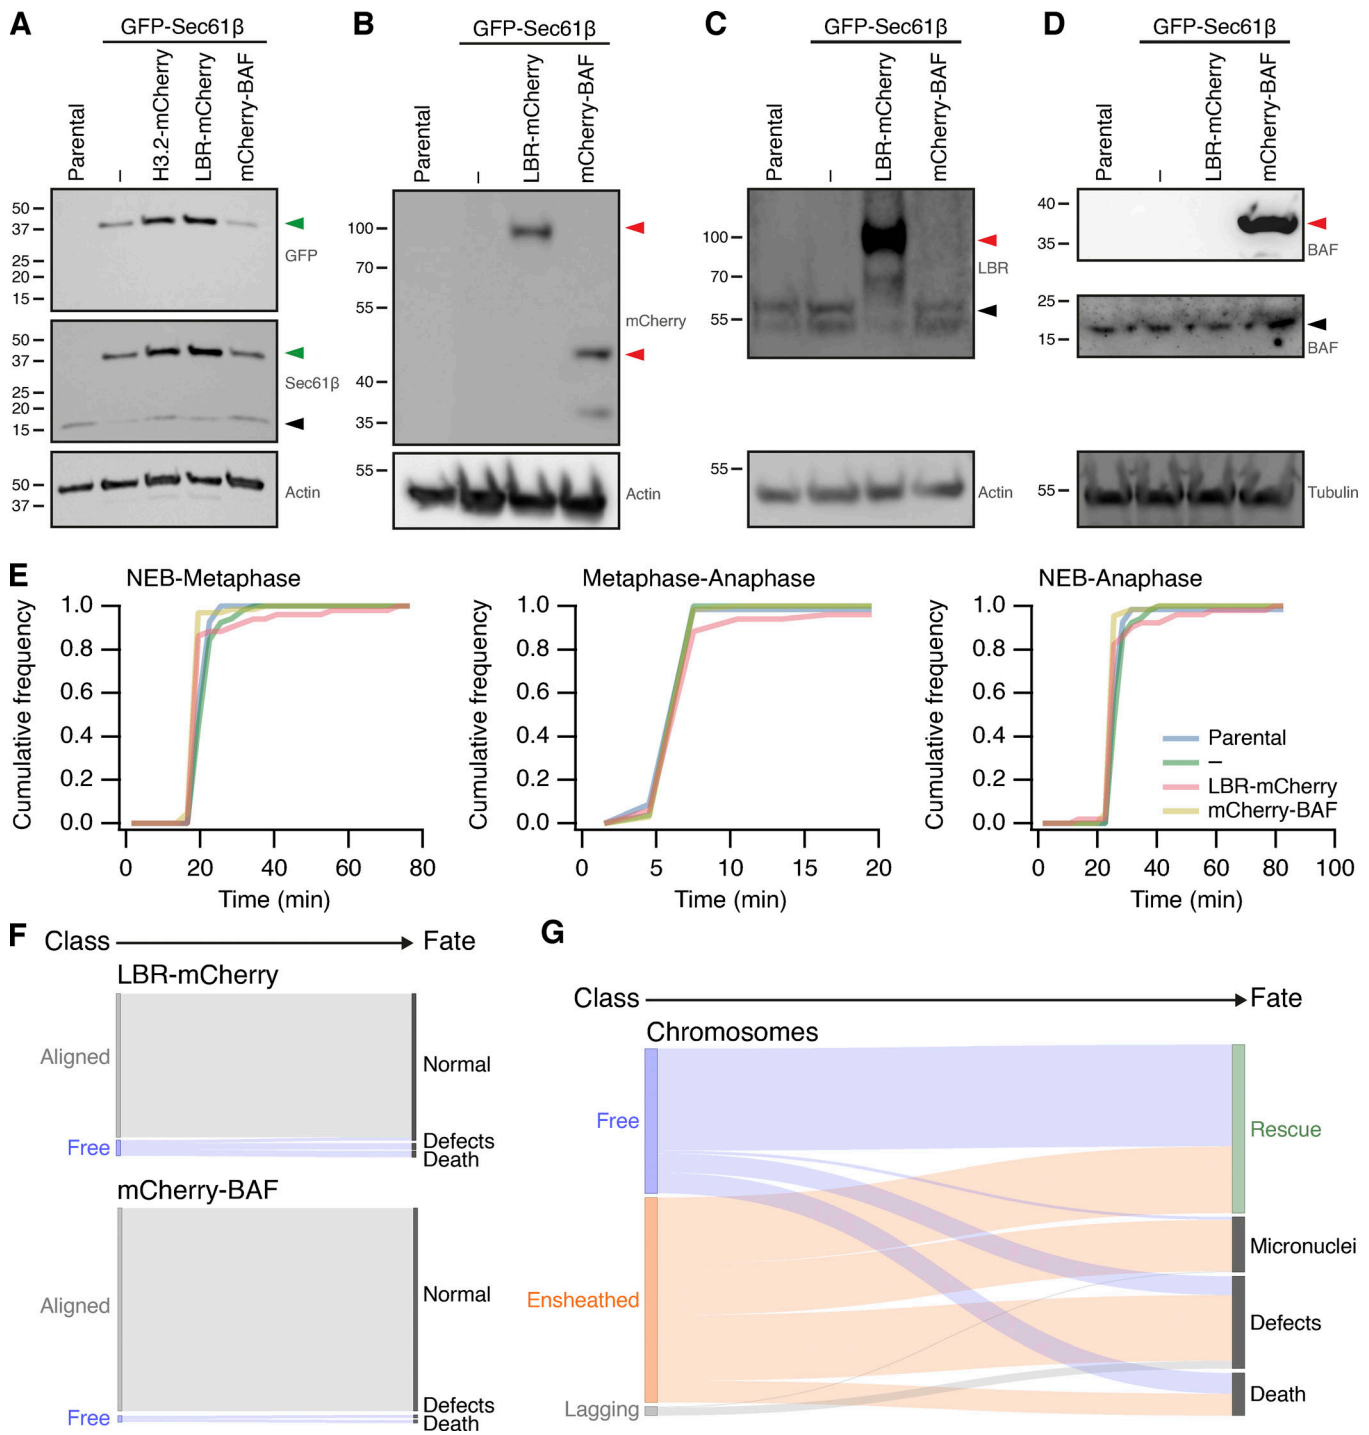 A
GFP-Sec61β
Parental
–
H3.2-mCherry
LBR-mCherry
mCherry-BAF
50
37
25
20
15
GFP
50
37
25
20
15
Sec61β
50
37
Actin
B
GFP-Sec61β
Parental
–
LBR-mCherry
mCherry-BAF
100
70
55
40
35
mCherry
55
Actin
C
GFP-Sec61β
Parental
–
LBR-mCherry
mCherry-BAF
100
70
55
LBR
55
Actin
D
GFP-Sec61β
Parental
–
LBR-mCherry
mCherry-BAF
40
35
BAF
25
15
BAF
55
Tubulin
E
NEB-Metaphase
Cumulative frequency
1.0
0.8
0.6
0.4
0.2
0.0
0 20 40 60 80
Time (min)
Metaphase-Anaphase
Cumulative frequency
1.0
0.8
0.6
0.4
0.2
0.0
0 5 10 15 20
Time (min)
NEB-Anaphase
Cumulative frequency
1.0
0.8
0.6
0.4
0.2
0.0
0 20 40 60 80 100
Time (min)
Parental
–
LBR-mCherry
mCherry-BAF
F
Class Fate
LBR-mCherry
Aligned
Free
Normal
Defects
Death
mCherry-BAF
Aligned
Free
Normal
Defects
Death
G
Class Fate
Chromosomes
Free
Ensheathed
Lagging
Rescue
Micronuclei
Defects
Death